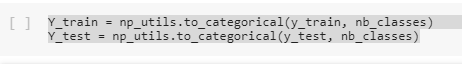 [ ] Y_train = np_utils.to_categorical(y_train, nb_classes)
Y_test = np_utils.to_categorical(y_test, nb_classes)